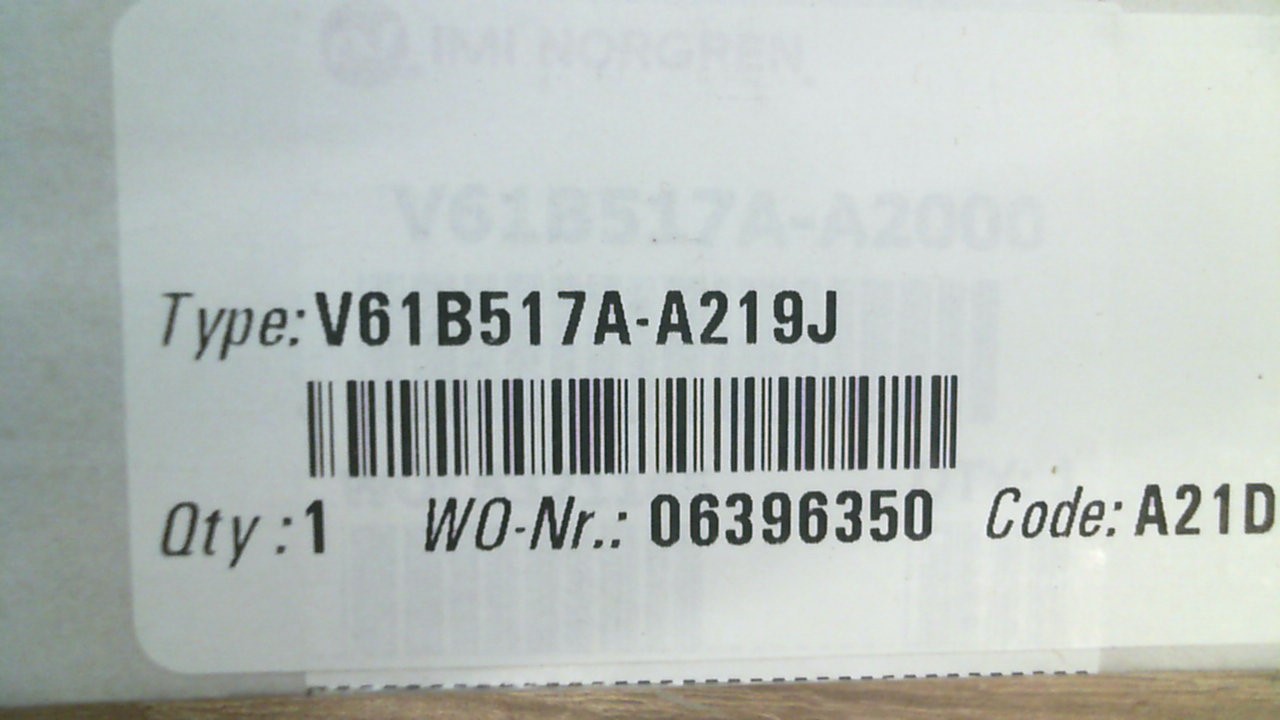 IMI NORGREN
V61B517A-A2000
Type: V61B517A-A219J
Qty : 1 WO-Nr.: 06396350 Code: A21D